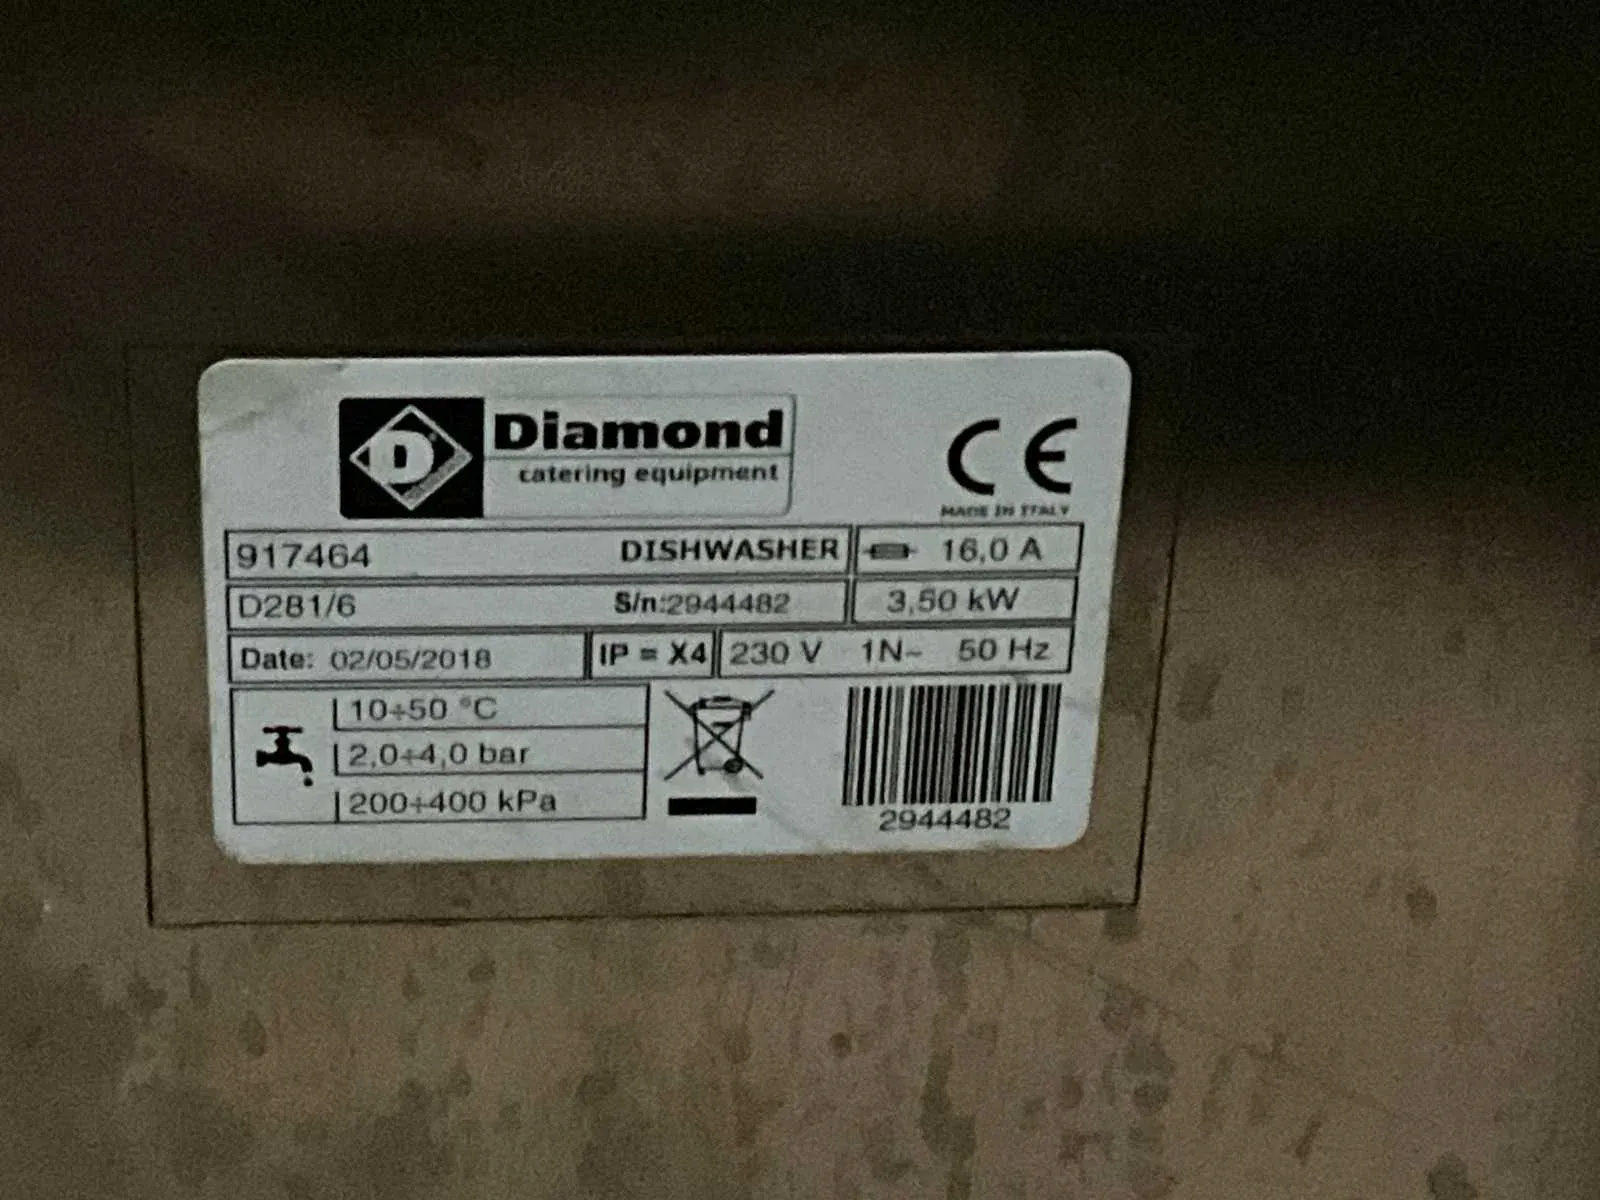 D
Diamond
catering equipment
CE
MADE IN ITALY
917464 DISHWASHER 16,0 A
D281/6 S/n:2944482 3,50 kW
Date: 02/05/2018 IP = X4 230 V 1N~ 50 Hz
10÷50 °C
2,0÷4,0 bar
200÷400 kPa
2944482